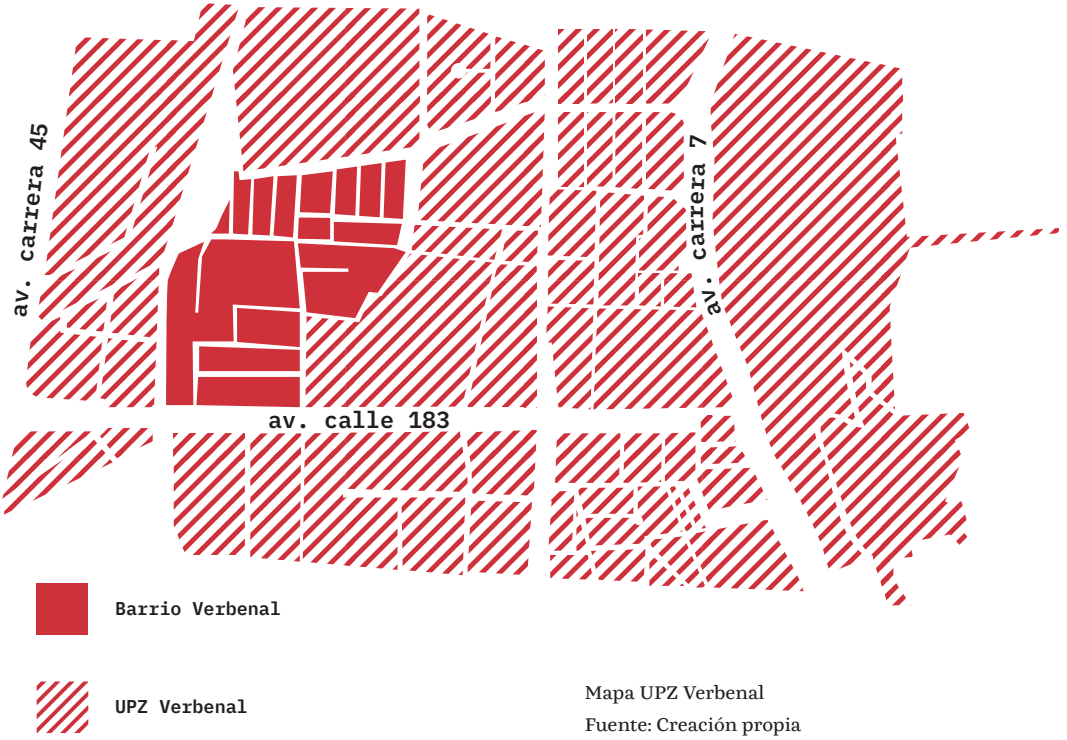 av. carrera 45
av. carrera 7
av. calle 183
Barrio Verbenal
UPZ Verbenal
Mapa UPZ Verbenal
Fuente: Creación propia